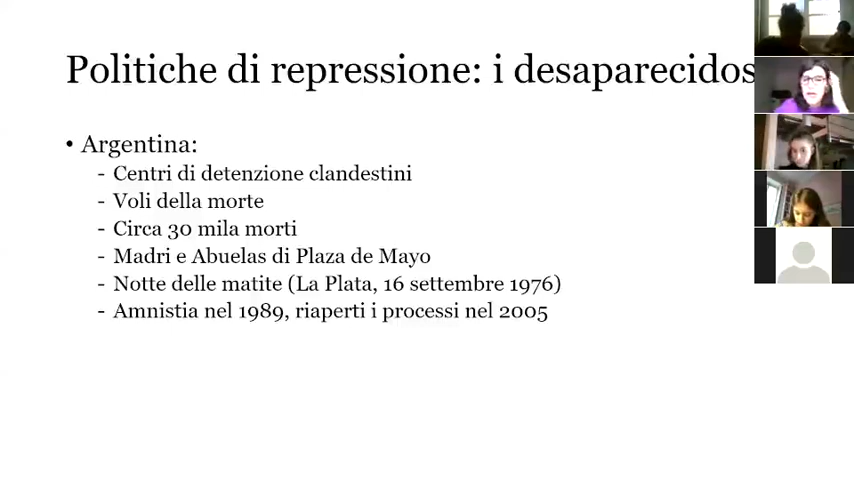 Politiche di repressione: i desaparecidos
• Argentina:
- Centri di detenzione clandestini
- Voli della morte
- Circa 30 mila morti
- Madri e Abuelas di Plaza de Mayo
- Notte delle matite (La Plata, 16 settembre 1976)
- Amnistia nel 1989, riaperti i processi nel 2005